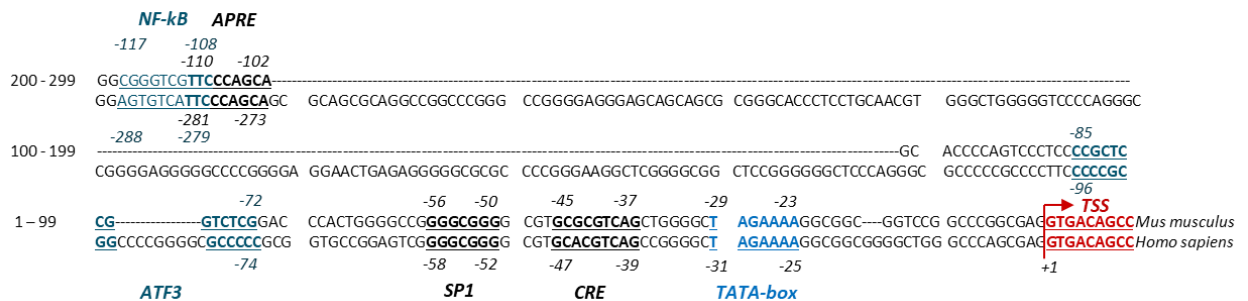 NF-kB APRE
-117 -108
-110 -102
200 - 299 GGCGGGTCGTTCCCAGCA--------------------------------------------------------------------------------
GGAGTGTCATTCCCAGCAGC GCAGCGCAGGCCGGCCCGGG CCGGGGAGGGAGCAGCAGCG CGGGCACCCTCCTGCAACGT GGGCTGGGGGTCCCCAGGGC
-281 -273
-288 -279 -85
100 - 199 --------------------------------------------------------------------------------GC ACCCCAGTCCCTCCCCGCTC
CGGGGAGGGGGCCCCGGGGA GGAACTGAGAGGGGGCGCGC CCCGGGAAGGCTCGGGGCGG CTCCGGGGGGCTCCCAGGGC GCCCCCGCCCCTTCCCCCGC
-96
-72 -56 -50 -45 -37 -29 -23 TSS
1 – 99 CG----------------GTCTCGGAC CCACTGGGGCCGGGGCGGGG CGTGCGCGTCAGCTGGGGCT AGAAAAGGCGGC----GGTCCG GCCCGGCGAGGTGACAGCC Mus musculus
GGCCCCGGGGCGCCCCCGCG GTGCCGGAGTCGGGGCGGGG CGTGCACGTCAGCCGGGGCT AGAAAAGGCGGCGGGGCTGG GCCCAGCGAGGTGACAGCC Homo sapiens
-74 -58 -52 -47 -39 -31 -25 +1
ATF3 SP1 CRE TATA-box